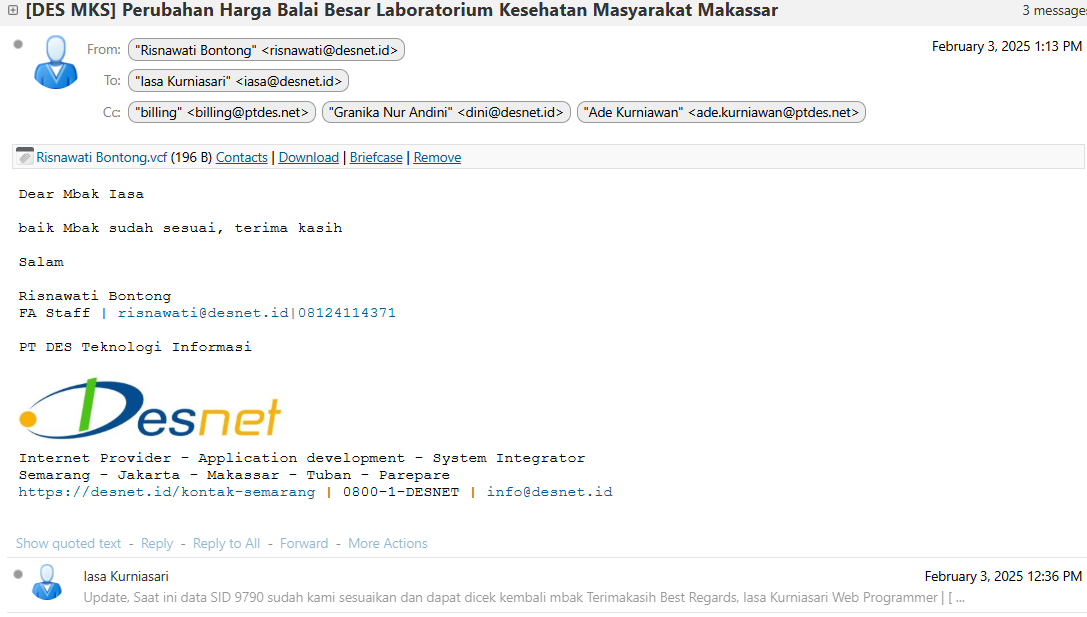 [DES MKS] Perubahan Harga Balai Besar Laboratorium Kesehatan Masyarakat Makassar 3 message
From: "Risnawati Bontong" <risnawati@desnet.id> February 3, 2025 1:13 PM
To: "Iasa Kurniasari" <iasa@desnet.id>
Cc: "billing" <billing@ptdes.net> "Granika Nur Andini" <dini@desnet.id> "Ade Kurniawan" <ade.kurniawan@ptdes.net>
Risnawati Bontong.vcf (196 B) Contacts | Download | Briefcase | Remove
Dear Mbak Iasa
baik Mbak sudah sesuai, terima kasih
Salam
Risnawati Bontong
FA Staff | risnawati@desnet.id|08124114371
PT DES Teknologi Informasi
Desnet
Internet Provider - Application development - System Integrator
Semarang - Jakarta - Makassar - Tuban - Parepare
https://desnet.id/kontak-semarang | 0800-1-DESNET | info@desnet.id
Show quoted text - Reply - Reply to All - Forward - More Actions
Iasa Kurniasari February 3, 2025 12:36 PM
Update, Saat ini data SID 9790 sudah kami sesuaikan dan dapat dicek kembali mbak Terimakasih Best Regards, Iasa Kurniasari Web Programmer | [ ...